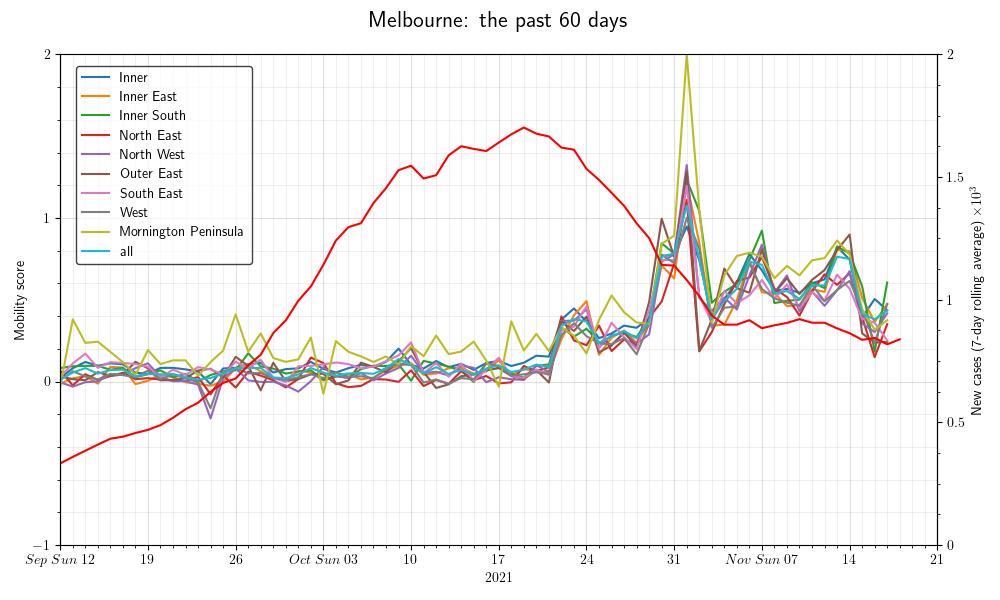 Melbourne: the past 60 days
2
1
0
−1
Mobility score
Inner
Inner East
Inner South
North East
North West
Outer East
South East
West
Mornington Peninsula
all
2
1.5
1
0.5
0
New cases (7-day rolling average) ×10³
Sep Sun 12 19 26 Oct Sun 03 10 17 24 31 Nov Sun 07 14 21
2021